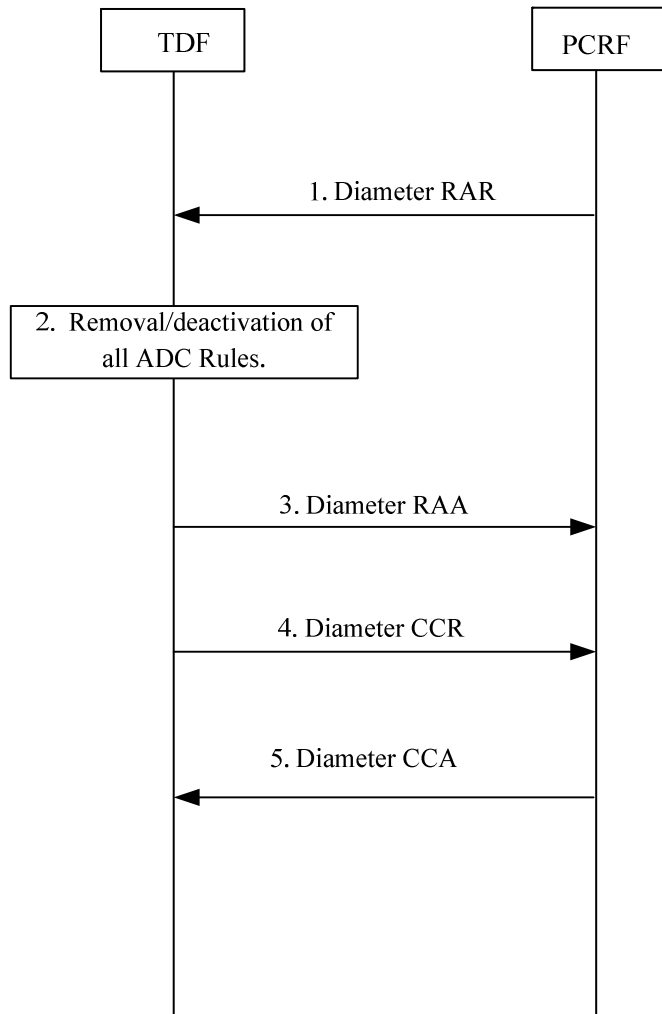 TDF
PCRF
1. Diameter RAR
2. Removal/deactivation of
all ADC Rules.
3. Diameter RAA
4. Diameter CCR
5. Diameter CCA